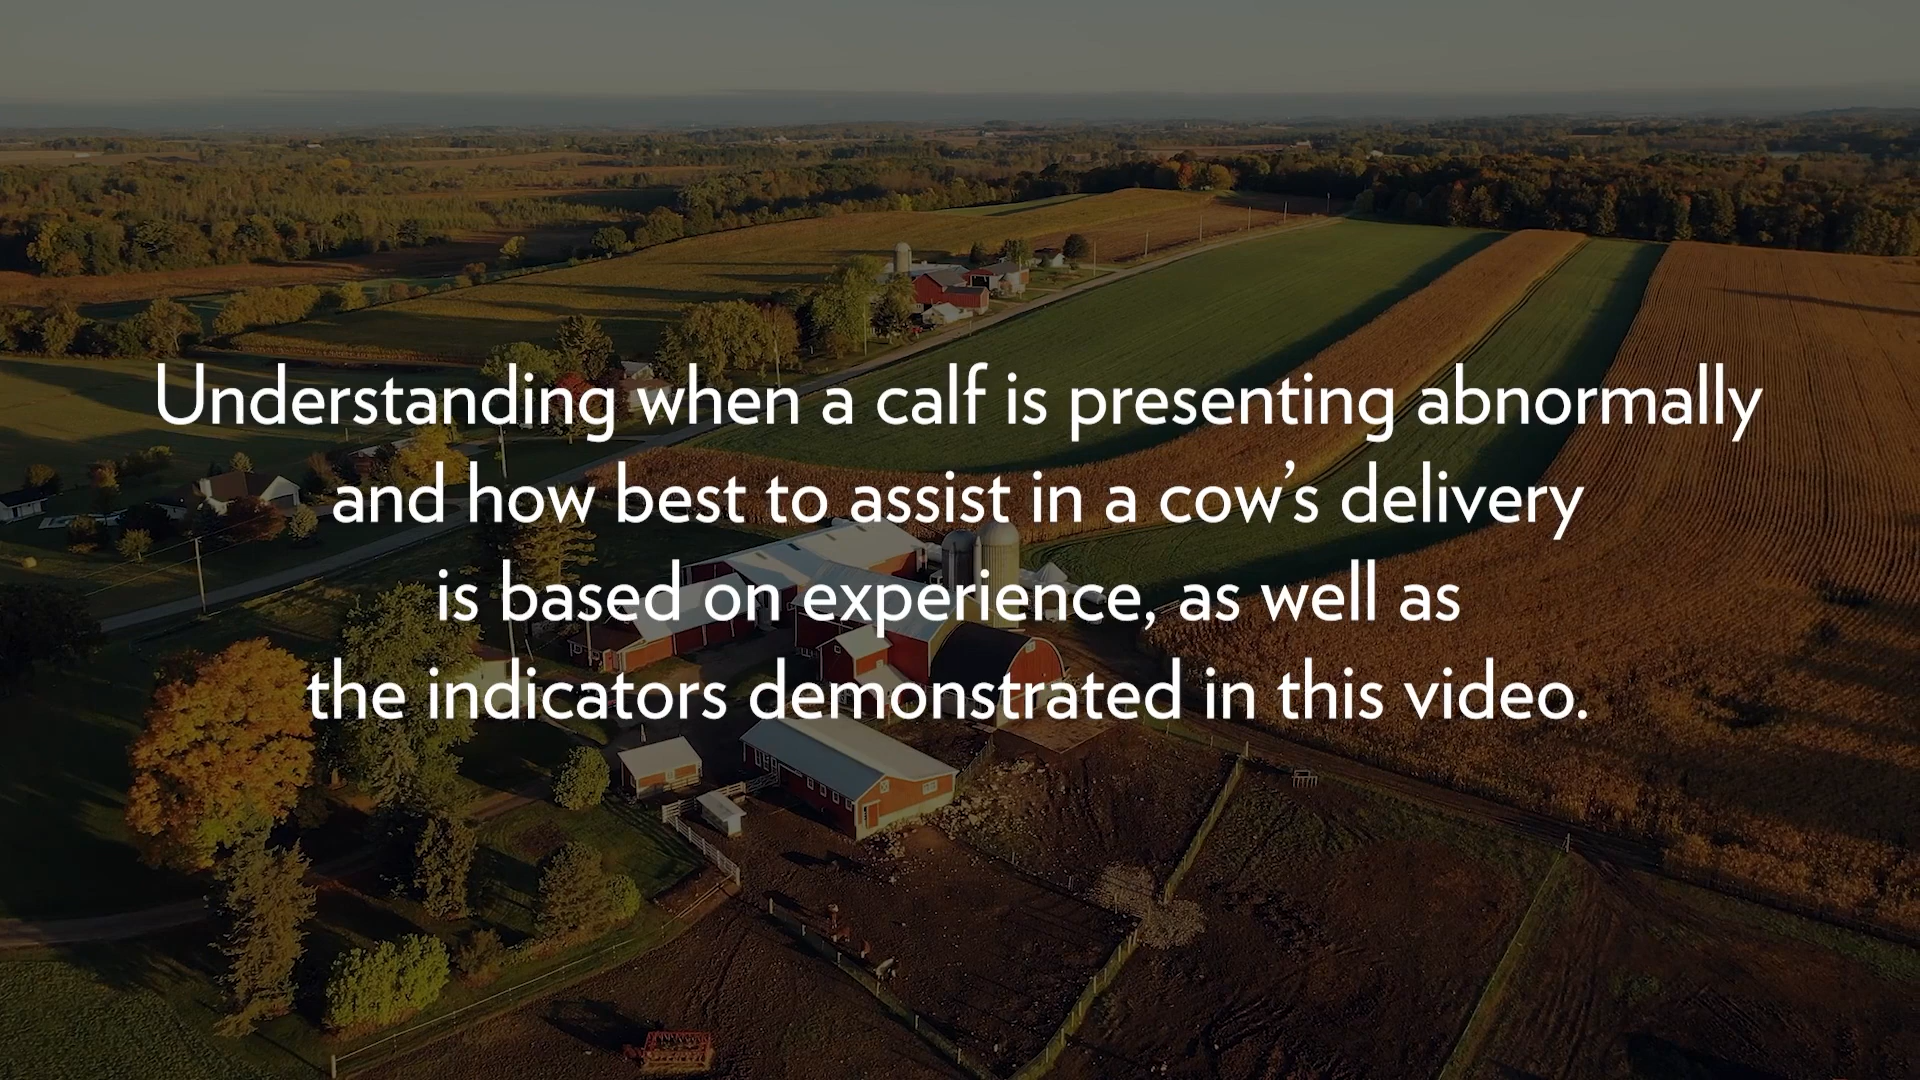 Understanding when a calf is presenting abnormally
and how best to assist in a cow’s delivery
is based on experience, as well as
the indicators demonstrated in this video.